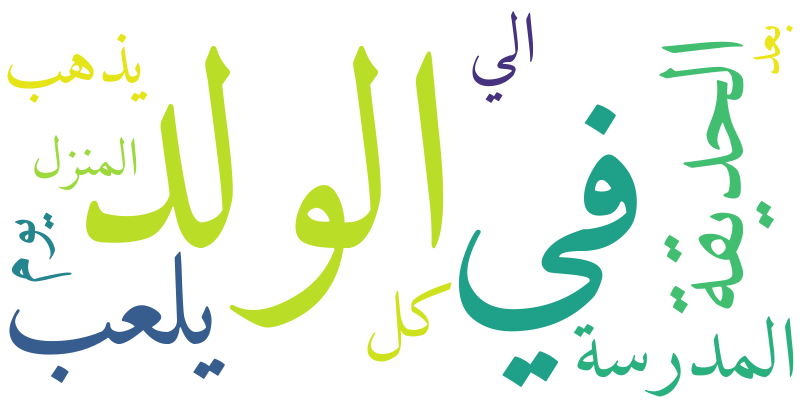 بعد
الي
يذهب
الحديقة
في
الولد
المنزل
يوم
يلعب
كل
المدرسة